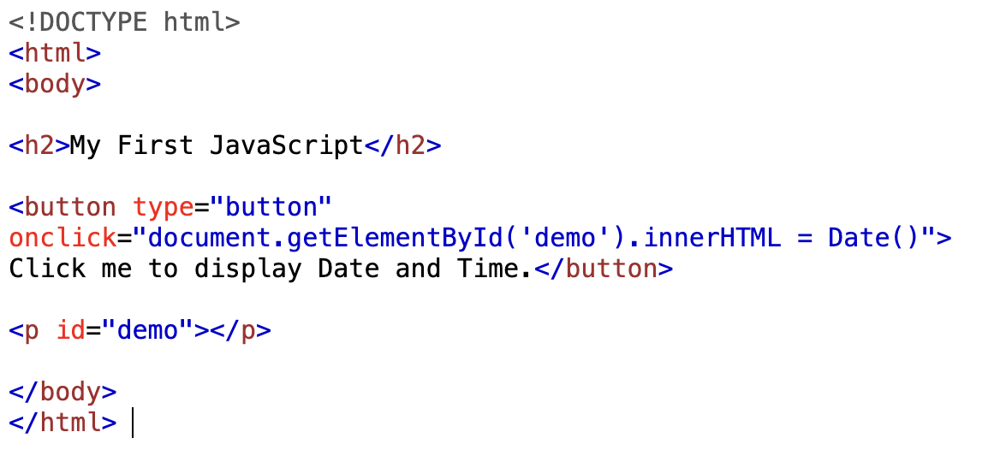 <!DOCTYPE html>
<html>
<body>

<h2>My First JavaScript</h2>

<button type="button"
onclick="document.getElementById('demo').innerHTML = Date()">
Click me to display Date and Time.</button>

<p id="demo"></p>

</body>
</html>